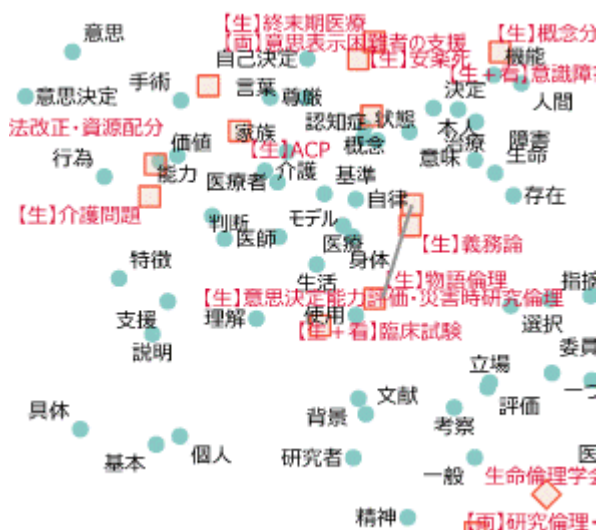 【生】終末期医療
【生】概念分
意思
【両】意思表示困難者の支援
自己決定
【生】安楽死
機能
【生＋看】意識障
手術
言葉
尊厳
決定
人間
意思決定
法改正・資源配分
家族
認知症
状態
本人
価値
概念
治療
障害
行為
【生】ACP
意味
生命
能力
医療者
介護
基準
自律
存在
【生】介護問題
判断
モデル
医師
医療
【生】義務論
特徴
身体
生活
【生】物語倫理
指摘
【生】意思決定能力評価・災害時研究倫理
支援
理解
使用
選択
【生＋看】臨床試験
説明
委員
立場
一つ
文献
評価
具体
背景
考察
基本
個人
研究者
一般
生命倫理学会
精神
【両】研究倫理・